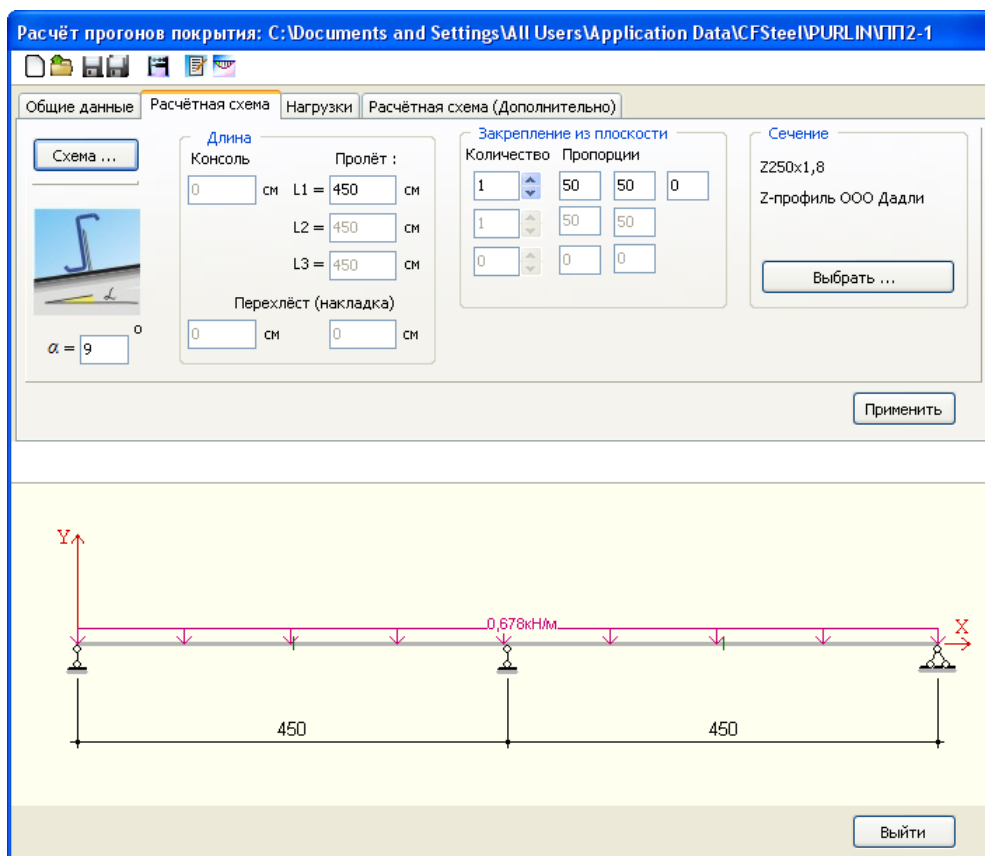 Расчёт прогонов покрытия: C:\Documents and Settings\All Users\Application Data\CFSteel\PURLIN\ПП2-1
Общие данные Расчётная схема Нагрузки Расчётная схема (Дополнительно)
Схема ...
α = 9 °
Длина
Консоль Пролёт :
0 см L1 = 450 см
L2 = 450 см
L3 = 450 см
Перехлёст (накладка)
0 см 0 см
Закрепление из плоскости
Количество Пропорции
1 50 50 0
1 50 50
0 0 0
Сечение
Z250x1,8
Z-профиль ООО Дадли
Выбрать ...
Применить
Y
0,678кН/м
X
450 450
Выйти